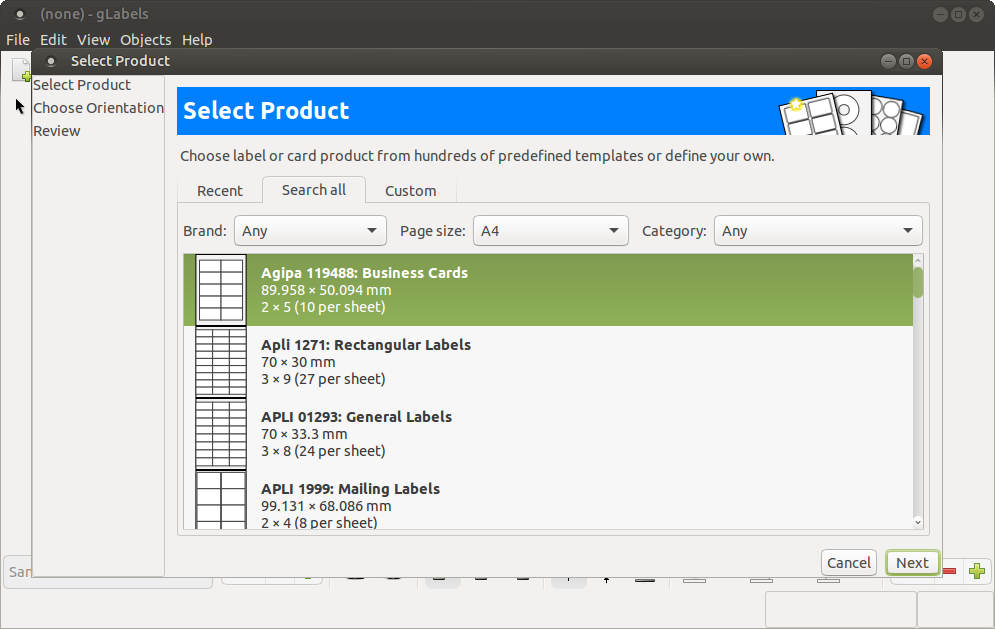 (none) - gLabels
File Edit View Objects Help
Select Product
Select Product
Choose Orientation
Review
Select Product
Choose label or card product from hundreds of predefined templates or define your own.
Recent Search all Custom
Brand: Any Page size: A4 Category: Any
Agipa 119488: Business Cards
89.958 × 50.094 mm
2 × 5 (10 per sheet)
Apli 1271: Rectangular Labels
70 × 30 mm
3 × 9 (27 per sheet)
APLI 01293: General Labels
70 × 33.3 mm
3 × 8 (24 per sheet)
APLI 1999: Mailing Labels
99.131 × 68.086 mm
2 × 4 (8 per sheet)
Cancel Next